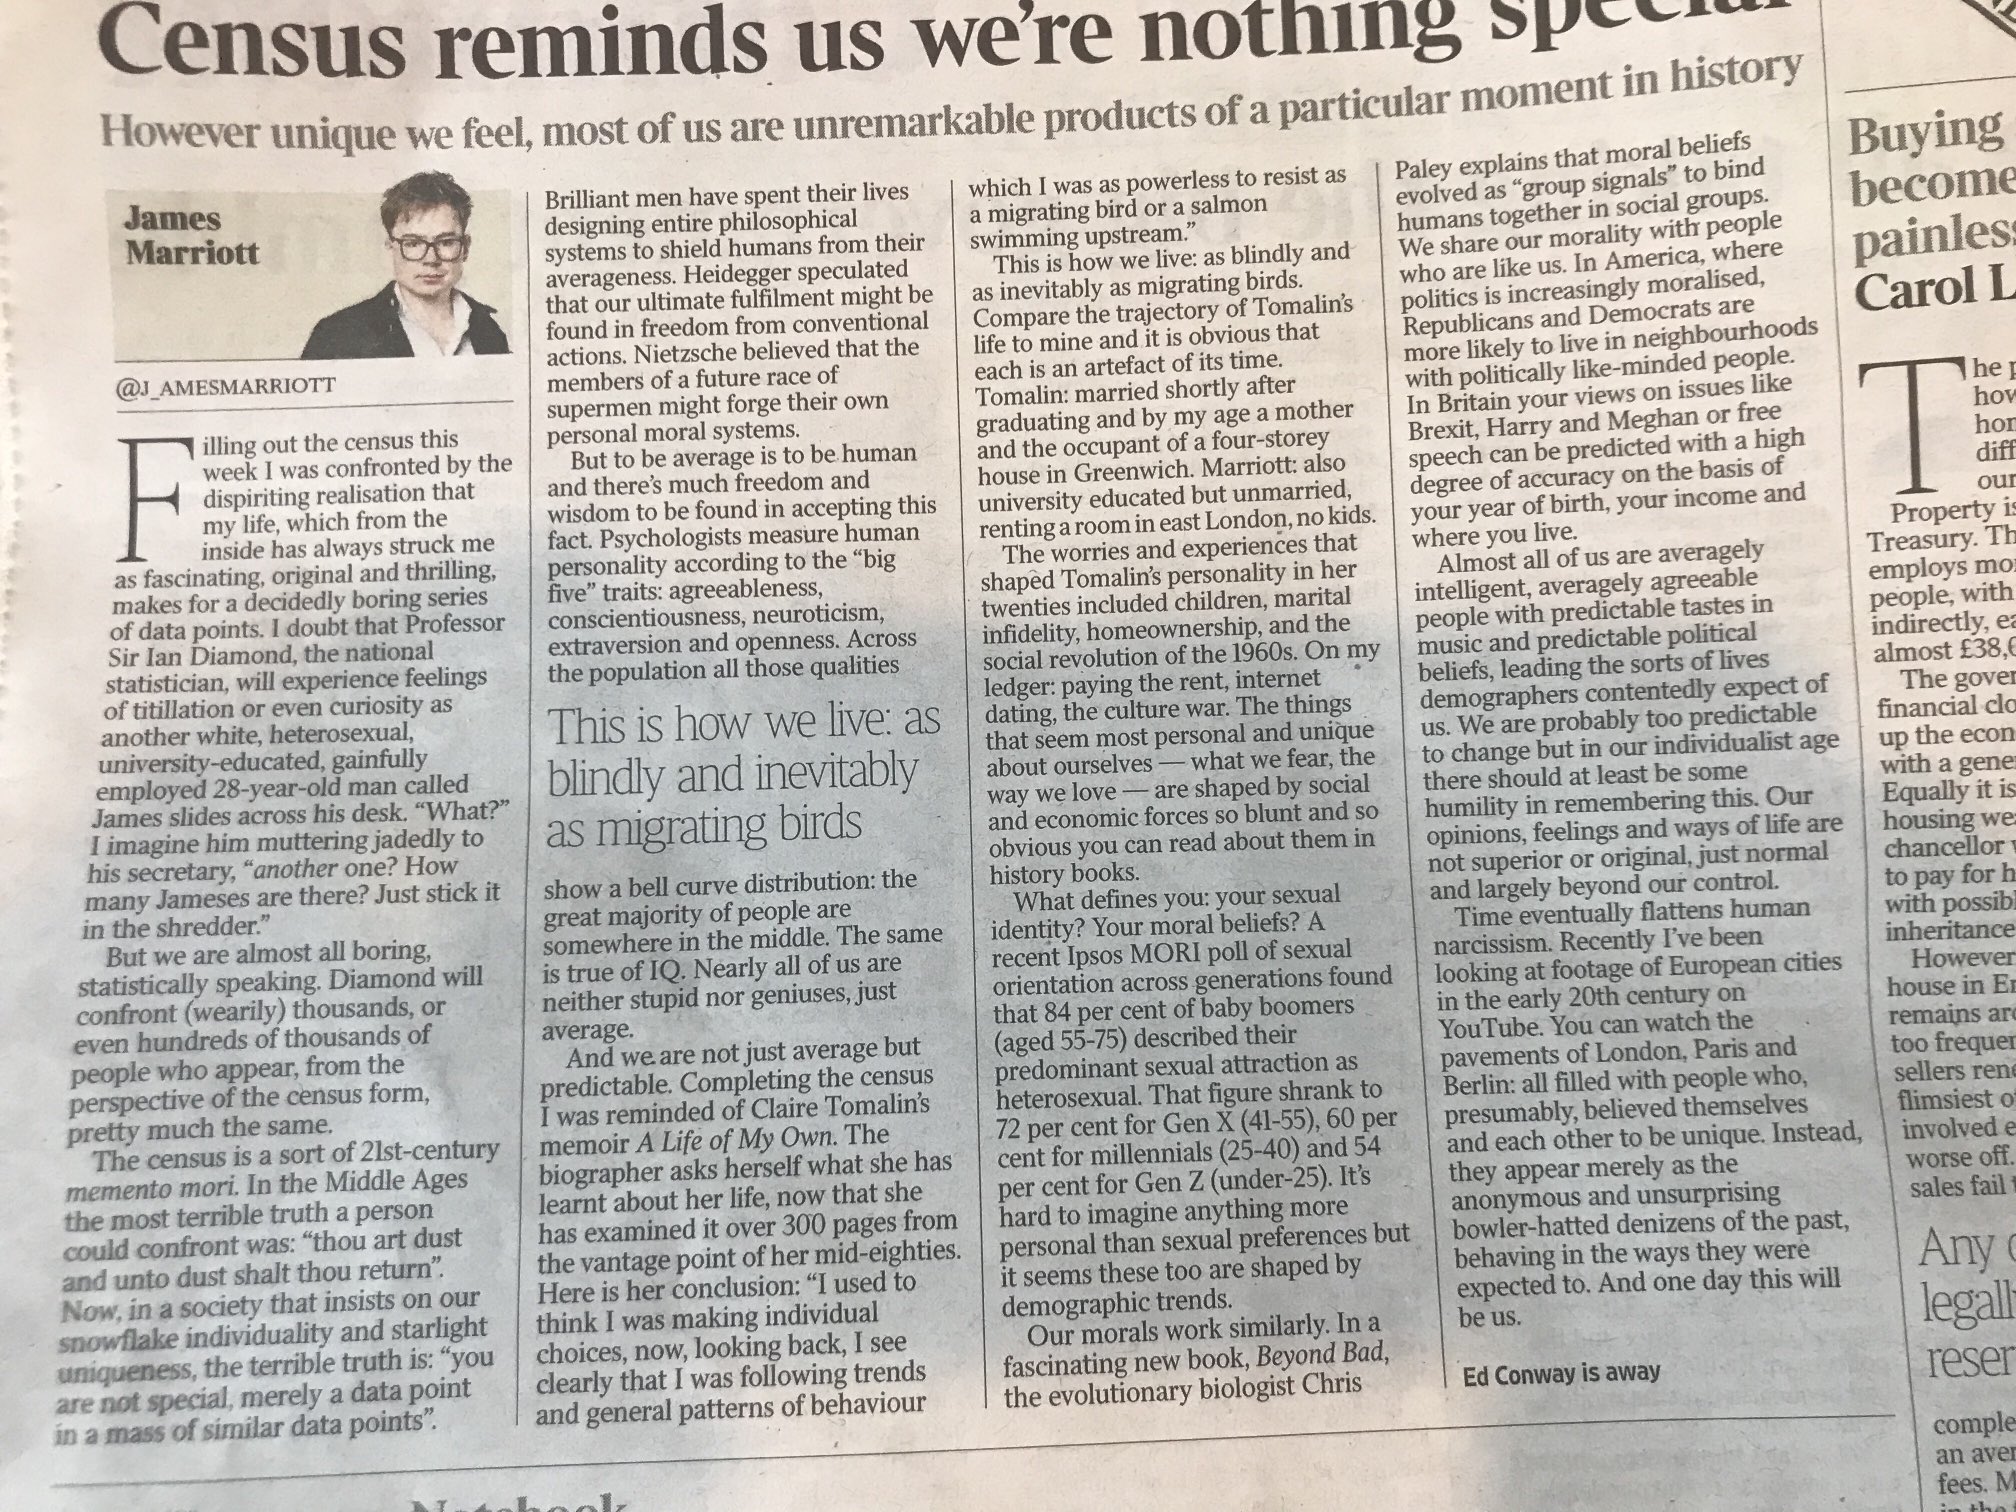 Census reminds us we're nothing special
However unique we feel, most of us are unremarkable products of a particular moment in history
James
Marriott
@J_AMESMARRIOTT
Filling out the census this
week I was confronted by the
dispiriting realisation that
my life, which from the
inside has always struck me
as fascinating, original and thrilling,
makes for a decidedly boring series
of data points. I doubt that Professor
Sir Ian Diamond, the national
statistician, will experience feelings
of titillation or even curiosity as
another white, heterosexual,
university-educated, gainfully
employed 28-year-old man called
James slides across his desk. “What?”
I imagine him muttering jadedly to
his secretary, “another one? How
many Jameses are there? Just stick it
in the shredder.”
But we are almost all boring,
statistically speaking. Diamond will
confront (wearily) thousands, or
even hundreds of thousands of
people who appear, from the
perspective of the census form,
pretty much the same.
The census is a sort of 21st-century
memento mori. In the Middle Ages
the most terrible truth a person
could confront was: “thou art dust
and unto dust shalt thou return”.
Now, in a society that insists on our
snowflake individuality and starlight
uniqueness, the terrible truth is: “you
are not special, merely a data point
in a mass of similar data points”.
Brilliant men have spent their lives
designing entire philosophical
systems to shield humans from their
averageness. Heidegger speculated
that our ultimate fulfilment might be
found in freedom from conventional
actions. Nietzsche believed that the
members of a future race of
supermen might forge their own
personal moral systems.
But to be average is to be human
and there's much freedom and
wisdom to be found in accepting this
fact. Psychologists measure human
personality according to the “big
five” traits: agreeableness,
conscientiousness, neuroticism,
extraversion and openness. Across
the population all those qualities
This is how we live: as
blindly and inevitably
as migrating birds
show a bell curve distribution: the
great majority of people are
somewhere in the middle. The same
is true of IQ. Nearly all of us are
neither stupid nor geniuses, just
average.
And we are not just average but
predictable. Completing the census
I was reminded of Claire Tomalin's
memoir A Life of My Own. The
biographer asks herself what she has
learnt about her life, now that she
has examined it over 300 pages from
the vantage point of her mid-eighties.
Here is her conclusion: “I used to
think I was making individual
choices, now, looking back, I see
clearly that I was following trends
and general patterns of behaviour
which I was as powerless to resist as
a migrating bird or a salmon
swimming upstream.”
This is how we live: as blindly and
as inevitably as migrating birds.
Compare the trajectory of Tomalin's
life to mine and it is obvious that
each is an artefact of its time.
Tomalin: married shortly after
graduating and by my age a mother
and the occupant of a four-storey
house in Greenwich. Marriott: also
university educated but unmarried,
renting a room in east London, no kids.
The worries and experiences that
shaped Tomalin's personality in her
twenties included children, marital
infidelity, homeownership, and the
social revolution of the 1960s. On my
ledger: paying the rent, internet
dating, the culture war. The things
that seem most personal and unique
about ourselves — what we fear, the
way we love — are shaped by social
and economic forces so blunt and so
obvious you can read about them in
history books.
What defines you: your sexual
identity? Your moral beliefs? A
recent Ipsos MORI poll of sexual
orientation across generations found
that 84 per cent of baby boomers
(aged 55-75) described their
predominant sexual attraction as
heterosexual. That figure shrank to
72 per cent for Gen X (41-55), 60 per
cent for millennials (25-40) and 54
per cent for Gen Z (under-25). It's
hard to imagine anything more
personal than sexual preferences but
it seems these too are shaped by
demographic trends.
Our morals work similarly. In a
fascinating new book, Beyond Bad,
the evolutionary biologist Chris
Paley explains that moral beliefs
evolved as “group signals” to bind
humans together in social groups.
We share our morality with people
who are like us. In America, where
politics is increasingly moralised,
Republicans and Democrats are
more likely to live in neighbourhoods
with politically like-minded people.
In Britain your views on issues like
Brexit, Harry and Meghan or free
speech can be predicted with a high
degree of accuracy on the basis of
your year of birth, your income and
where you live.
Almost all of us are averagely
intelligent, averagely agreeable
people with predictable tastes in
music and predictable political
beliefs, leading the sorts of lives
demographers contentedly expect of
us. We are probably too predictable
to change but in our individualist age
there should at least be some
humility in remembering this. Our
opinions, feelings and ways of life are
not superior or original, just normal
and largely beyond our control.
Time eventually flattens human
narcissism. Recently I've been
looking at footage of European cities
in the early 20th century on
YouTube. You can watch the
pavements of London, Paris and
Berlin: all filled with people who,
presumably, believed themselves
and each other to be unique. Instead,
they appear merely as the
anonymous and unsurprising
bowler-hatted denizens of the past,
behaving in the ways they were
expected to. And one day this will
be us.
Ed Conway is away
Buying
become
painless
Carol L
The p
how
hor
diff
our
Property is
Treasury. Th
employs mo
people, with
indirectly, ea
almost £38,6
The gover
financial clo
up the econ
with a gene
Equally it is
housing we
chancellor
to pay for h
with possib
inheritance
However
house in En
remains are
too frequer
sellers rene
flimsiest o
involved e
worse off.
sales fail
Any
legall
reser
comple
an aver
fees. M
Notebook